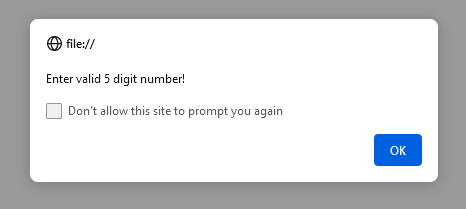 file://
Enter valid 5 digit number!
Don't allow this site to prompt you again
OK